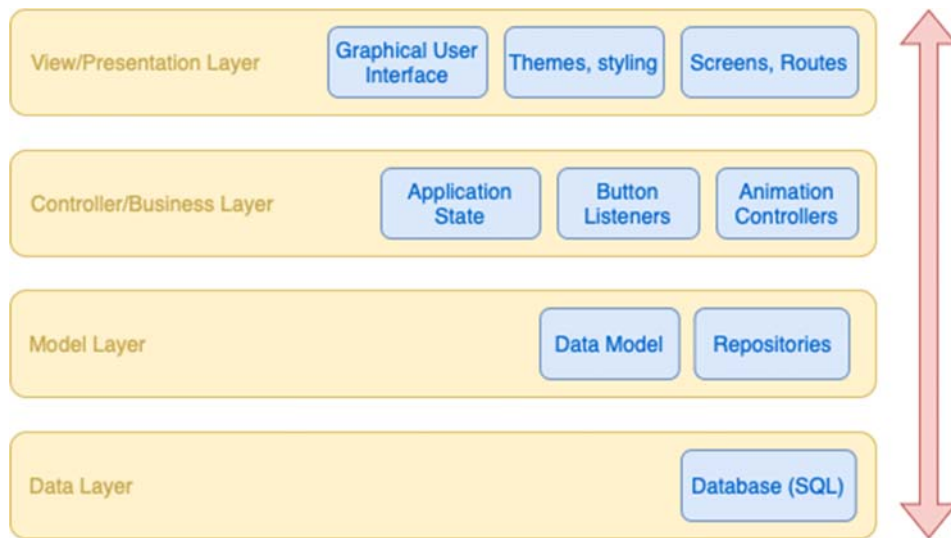 View/Presentation Layer
Graphical User
Interface
Themes, styling
Screens, Routes
Controller/Business Layer
Application
State
Button
Listeners
Animation
Controllers
Model Layer
Data Model
Repositories
Data Layer
Database (SQL)